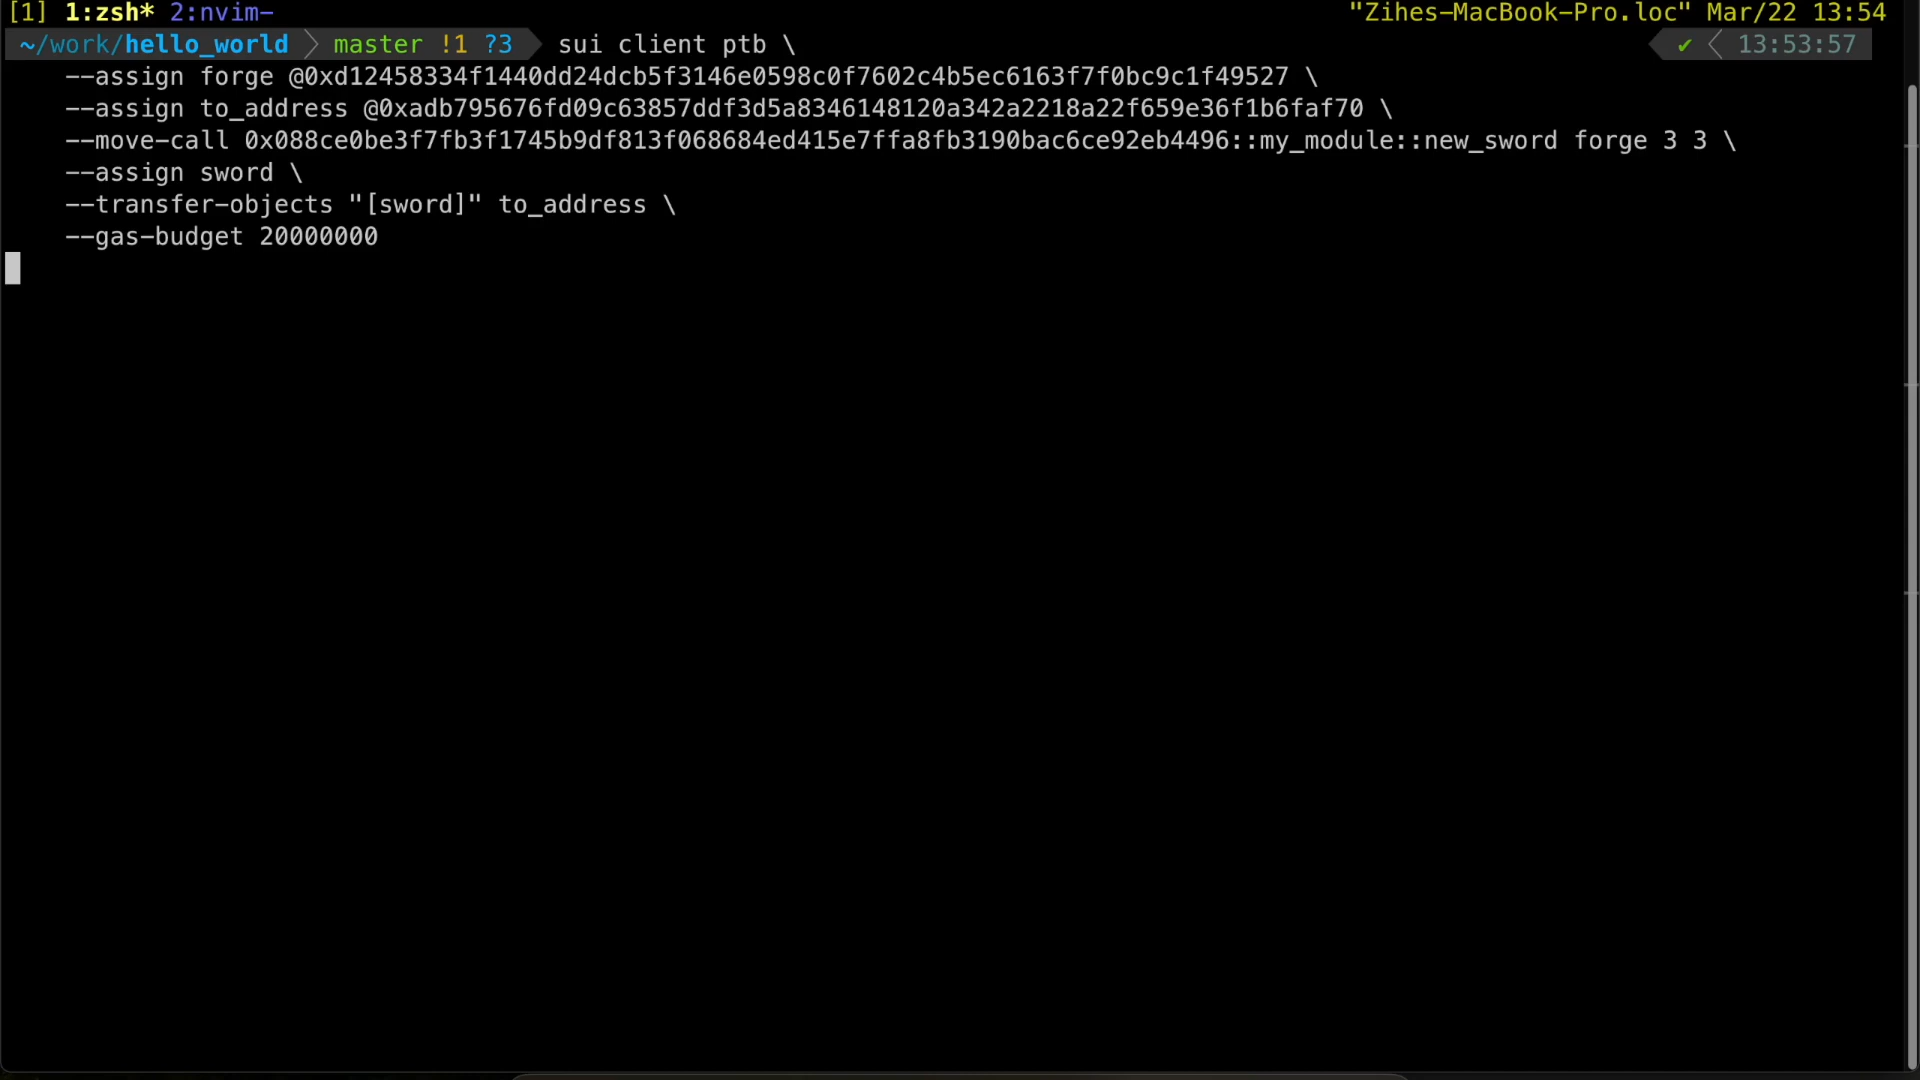 [1] 1:zsh* 2:nvim- "Zihes-MacBook-Pro.loc" Mar/22 13:54
~/work/hello_world master !1 ?3 sui client ptb \ ✔ 13:53:57
--assign forge @0xd12458334f1440dd24dcb5f3146e0598c0f7602c4b5ec6163f7f0bc9c1f49527 \
--assign to_address @0xadb795676fd09c63857ddf3d5a8346148120a342a2218a22f659e36f1b6faf70 \
--move-call 0x088ce0be3f7fb3f1745b9df813f068684ed415e7ffa8fb3190bac6ce92eb4496::my_module::new_sword forge 3 3 \
--assign sword \
--transfer-objects "[sword]" to_address \
--gas-budget 20000000